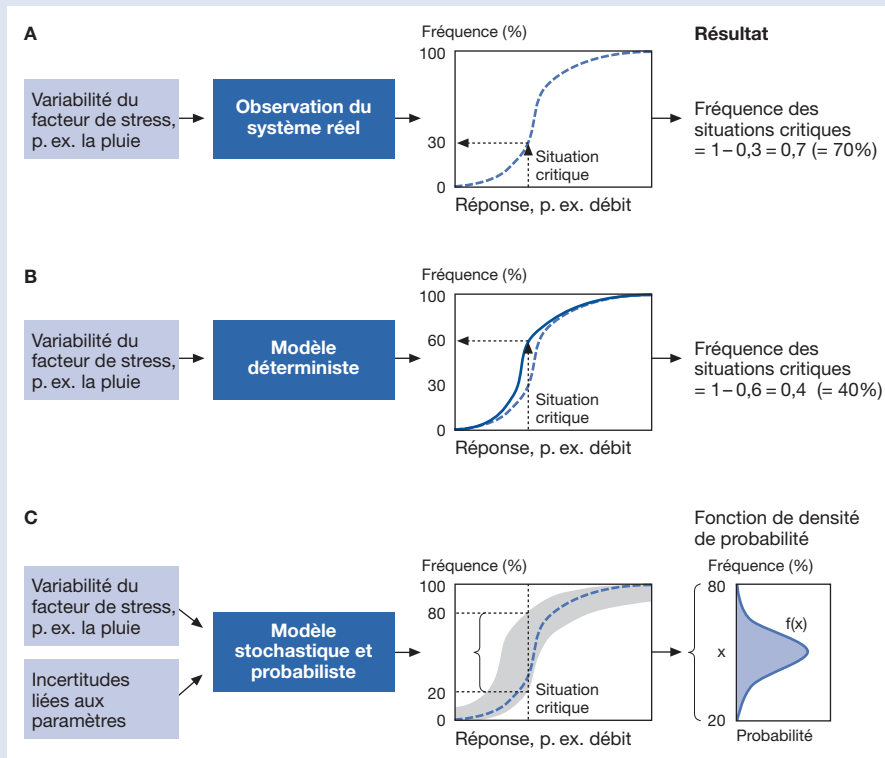 A
Variabilité du
facteur de stress,
p. ex. la pluie
Observation du
système réel
Fréquence (%)
100
30
0
Situation
critique
Réponse, p. ex. débit
Résultat
Fréquence des
situations critiques
= 1 – 0,3 = 0,7 (= 70%)
B
Variabilité du
facteur de stress,
p. ex. la pluie
Modèle
déterministe
Fréquence (%)
100
60
30
0
Situation
critique
Réponse, p. ex. débit
Fréquence des
situations critiques
= 1 – 0,6 = 0,4 (= 40%)
C
Variabilité du
facteur de stress,
p. ex. la pluie
Incertitudes
liées aux
paramètres
Modèle
stochastique et
probabiliste
Fréquence (%)
100
80
20
0
Situation
critique
Réponse, p. ex. débit
Fonction de densité
de probabilité
Fréquence (%)
80
f(x)
x
20
Probabilité